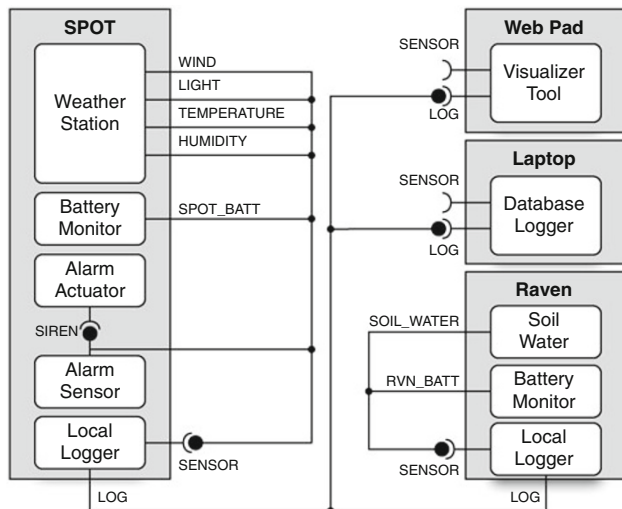 SPOT
Weather
Station
WIND
LIGHT
TEMPERATURE
HUMIDITY
Battery
Monitor
SPOT_BATT
Alarm
Actuator
SIREN
Alarm
Sensor
Local
Logger
SENSOR
LOG
Web Pad
SENSOR
Visualizer
Tool
LOG
Laptop
SENSOR
Database
Logger
LOG
Raven
SOIL_WATER
Soil
Water
RVN_BATT
Battery
Monitor
Local
Logger
SENSOR
LOG